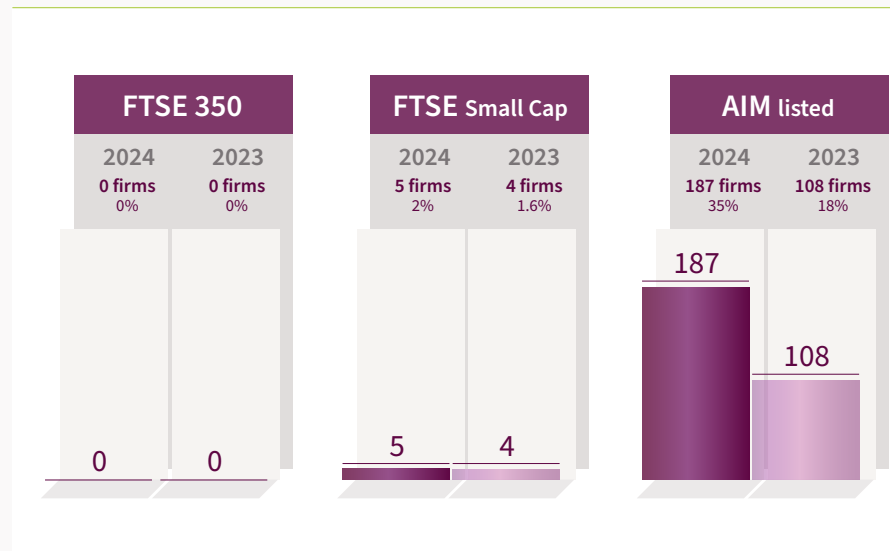 FTSE 350
2024 2023
0 firms 0 firms
0% 0%
0 0
FTSE Small Cap
2024 2023
5 firms 4 firms
2% 1.6%
5 4
AIM listed
2024 2023
187 firms 108 firms
35% 18%
187
108